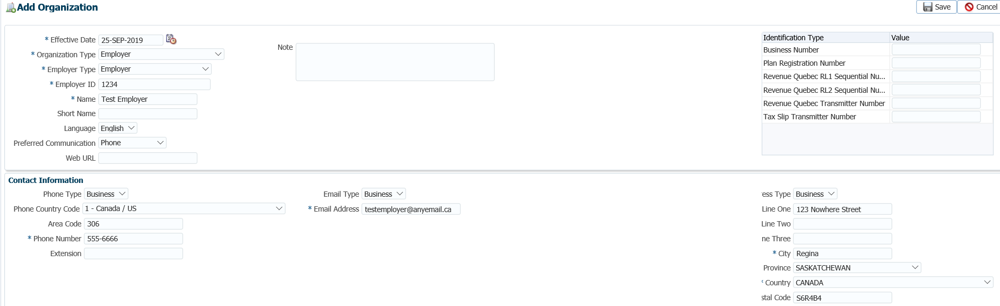 Add Organization
Save
Cancel
* Effective Date 25-SEP-2019
* Organization Type Employer
* Employer Type Employer
* Employer ID 1234
* Name Test Employer
Short Name
Language English
Preferred Communication Phone
Web URL
Note
Identification Type Value
Business Number
Plan Registration Number
Revenue Quebec RL1 Sequential Nu...
Revenue Quebec RL2 Sequential Nu...
Revenue Quebec Transmitter Number
Tax Slip Transmitter Number
Contact Information
Phone Type Business
Phone Country Code 1 - Canada / US
Area Code 306
* Phone Number 555-6666
Extension
Email Type Business
* Email Address testemployer@anyemail.ca
ress Type Business
Line One 123 Nowhere Street
Line Two
ne Three
* City Regina
Province SASKATCHEWAN
* Country CANADA
stal Code S6R4B4